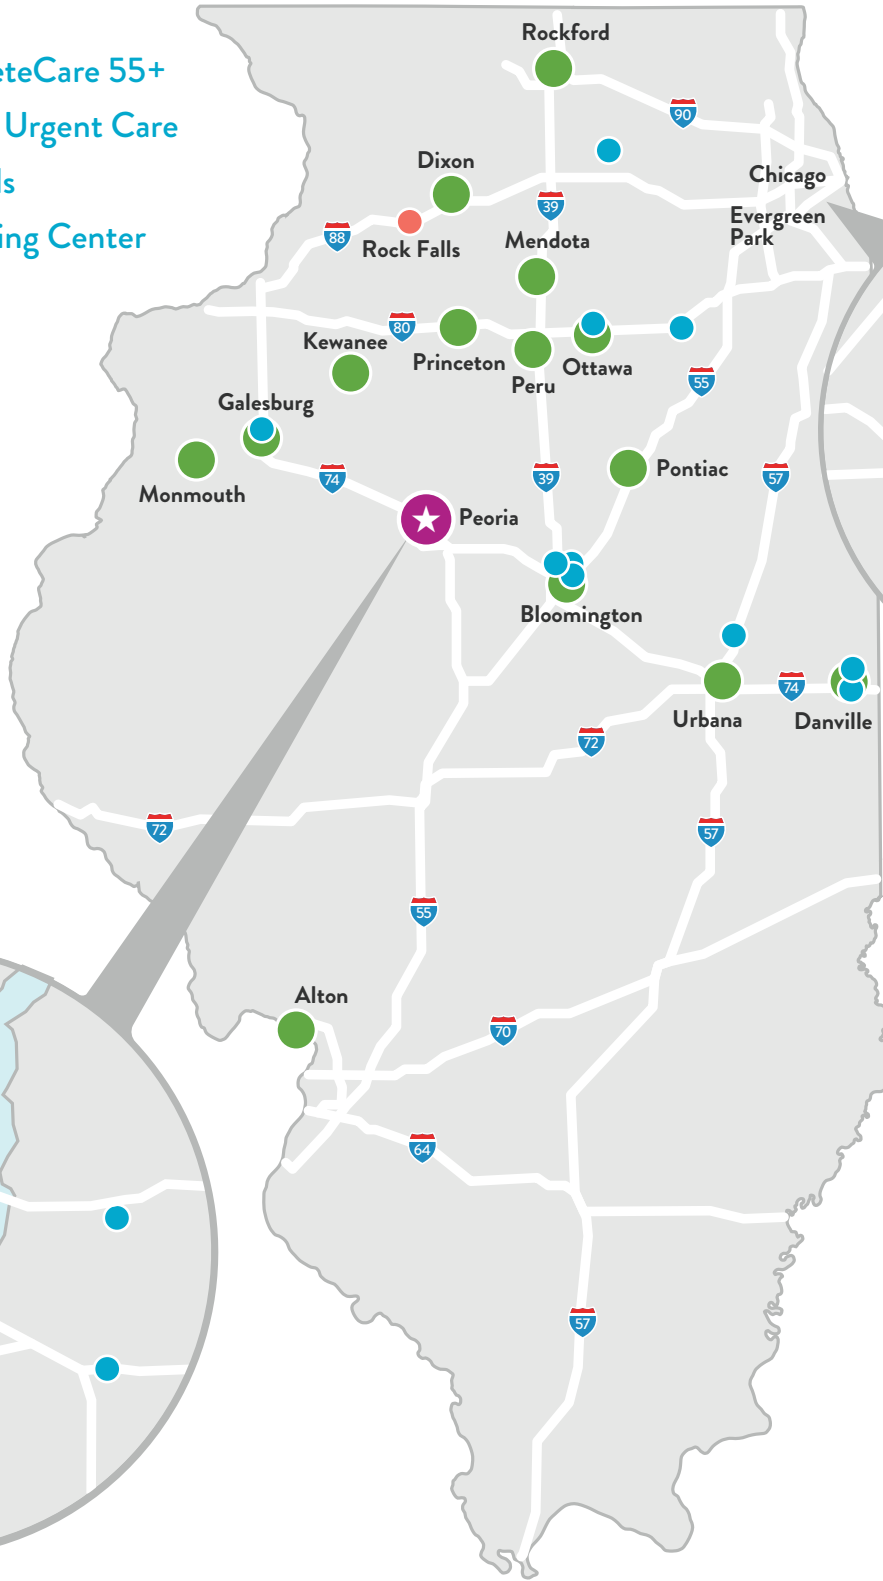 eteCare 55+
Urgent Care
ls
ing Center
Rockford
90
Dixon
Chicago
39
Evergreen
Park
88
Rock Falls
Mendota
80
Kewanee
Princeton
Ottawa
Peru
55
Galesburg
Monmouth
74
39
Pontiac
57
Peoria
Bloomington
74
Urbana
Danville
72
72
57
55
Alton
70
64
57